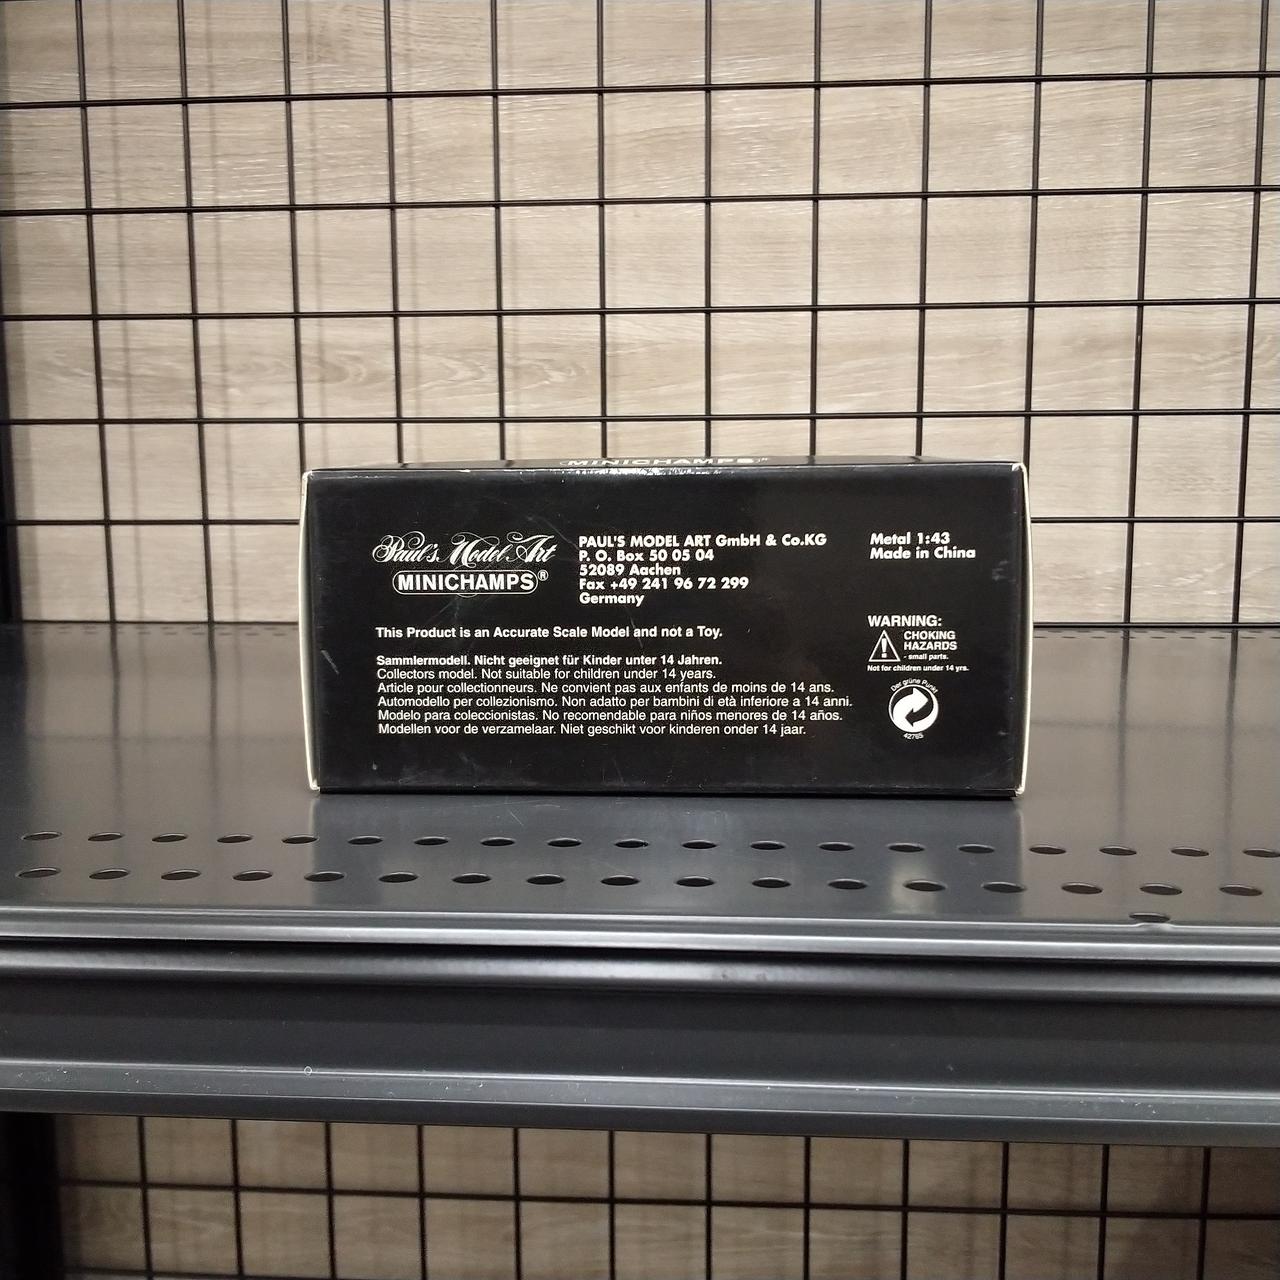 MINICHAMPS
Paul's Model Art
MINICHAMPS®
PAUL'S MODEL ART GmbH & Co.KG
P. O. Box 50 05 04
52089 Aachen
Fax +49 241 96 72 299
Germany
Metal 1:43
Made in China
This Product is an Accurate Scale Model and not a Toy.
Sammlermodell. Nicht geeignet für Kinder unter 14 Jahren.
Collectors model. Not suitable for children under 14 years.
Article pour collectionneurs. Ne convient pas aux enfants de moins de 14 ans.
Automodello per collezionismo. Non adatto per bambini di età inferiore a 14 anni.
Modelo para coleccionistas. No recomendable para niños menores de 14 años.
Modellen voor de verzamelaar. Niet geschikt voor kinderen onder 14 jaar.
WARNING:
CHOKING
HAZARDS
- small parts.
Not for children under 14 yrs.
Der grüne Punkt
42765